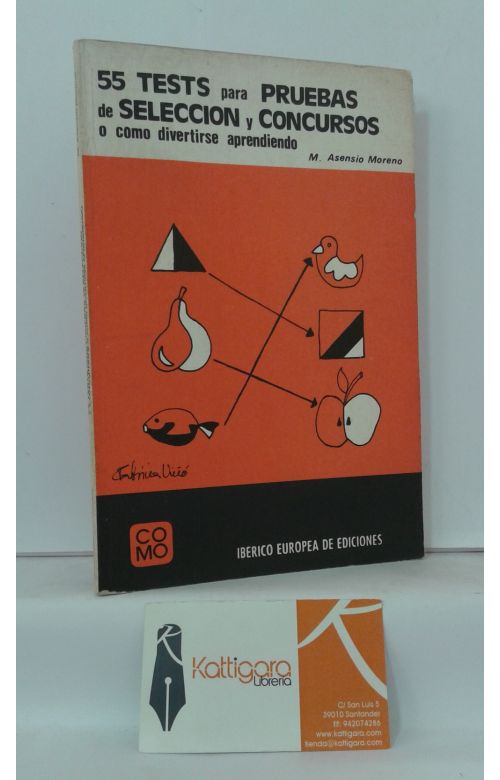 55 TESTS para PRUEBAS
de SELECCION y CONCURSOS
o como divertirse aprendiendo
M. Asensio Moreno
CO
MO
IBERICO EUROPEA DE EDICIONES
Kattigara
Librería
C/ San Luis 5
39010 Santander
tlf: 942074286
www.kattigara.com
tienda@kattigara.com